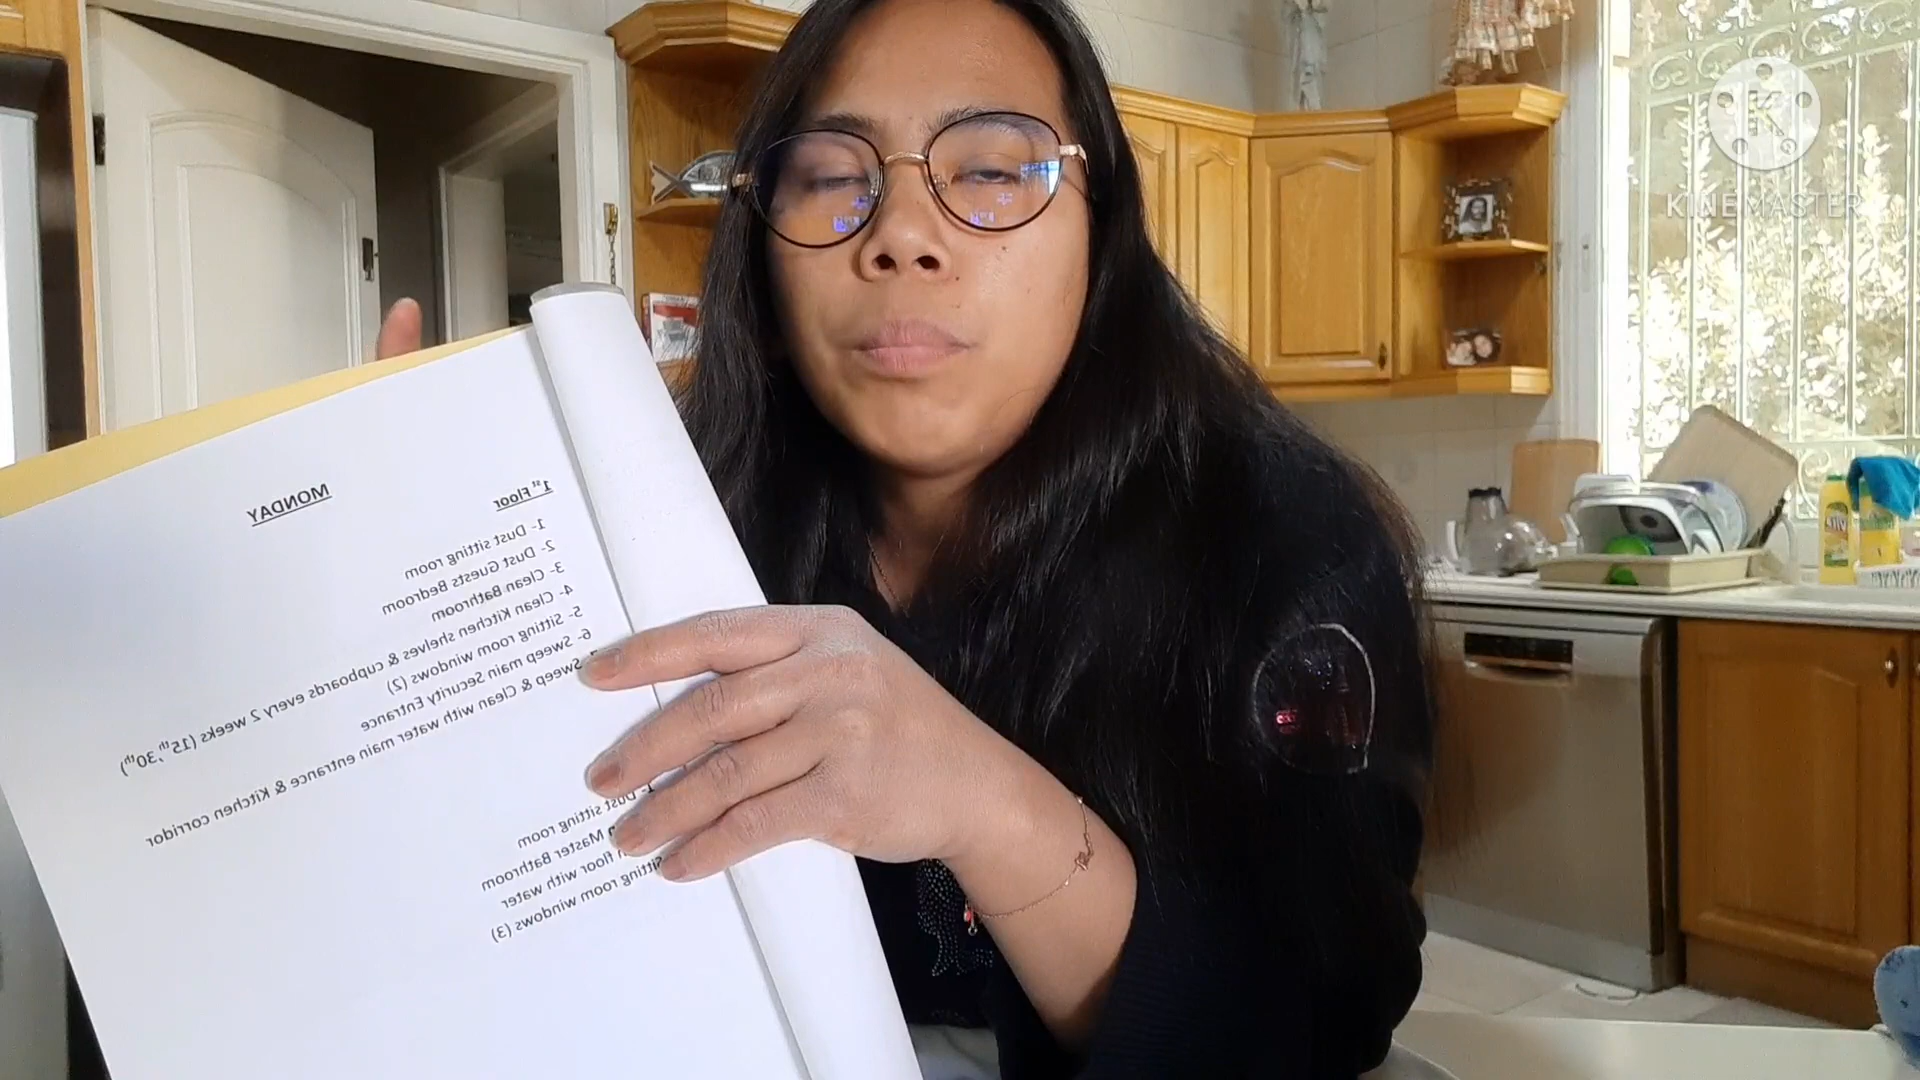 MONDAY
1st Floor
1- Dust sitting room
2- Dust Guests Bedroom
3- Clean Bathroom
4- Clean Kitchen shelves & cupboards every 2 weeks (15th,30th)
5- Sitting room windows (2)
6- Sweep main Security Entrance
Sweep & Clean with water main entrance & Kitchen corridor
1- Dust sitting room
Master Bathroom
floor with water
Sitting room windows (3)
K
KINEMASTER